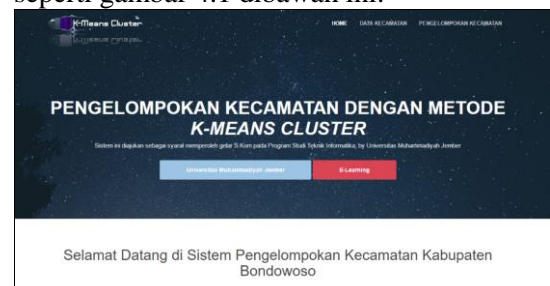 seperti gambar 4.1 dibawah ini.
K-Means Cluster
HOME DATA KECAMATAN PENGELOMPOKAN KECAMATAN
PENGELOMPOKAN KECAMATAN DENGAN METODE
K-MEANS CLUSTER
Sistem ini diajukan sebagai syarat memperoleh gelar S.Kom pada Program Studi Teknik Informatika, by Universitas Muhammadiyah Jember
Universitas Muhammadiyah Jember E-Learning
Selamat Datang di Sistem Pengelompokan Kecamatan Kabupaten
Bondowoso